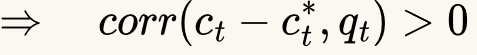 ⇒ corr(c_t − c_t^*, q_t) > 0